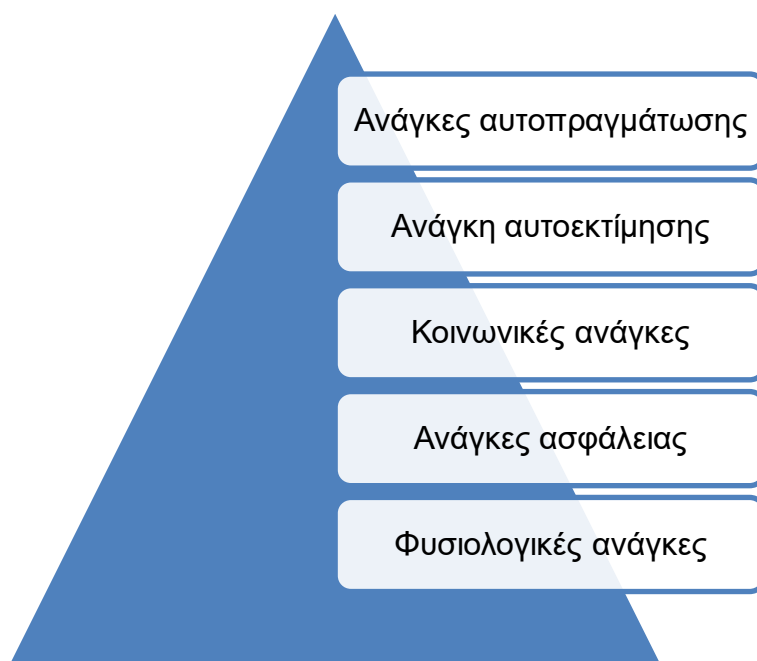 Ανάγκες αυτοπραγμάτωσης
Ανάγκη αυτοεκτίμησης
Κοινωνικές ανάγκες
Ανάγκες ασφάλειας
Φυσιολογικές ανάγκες